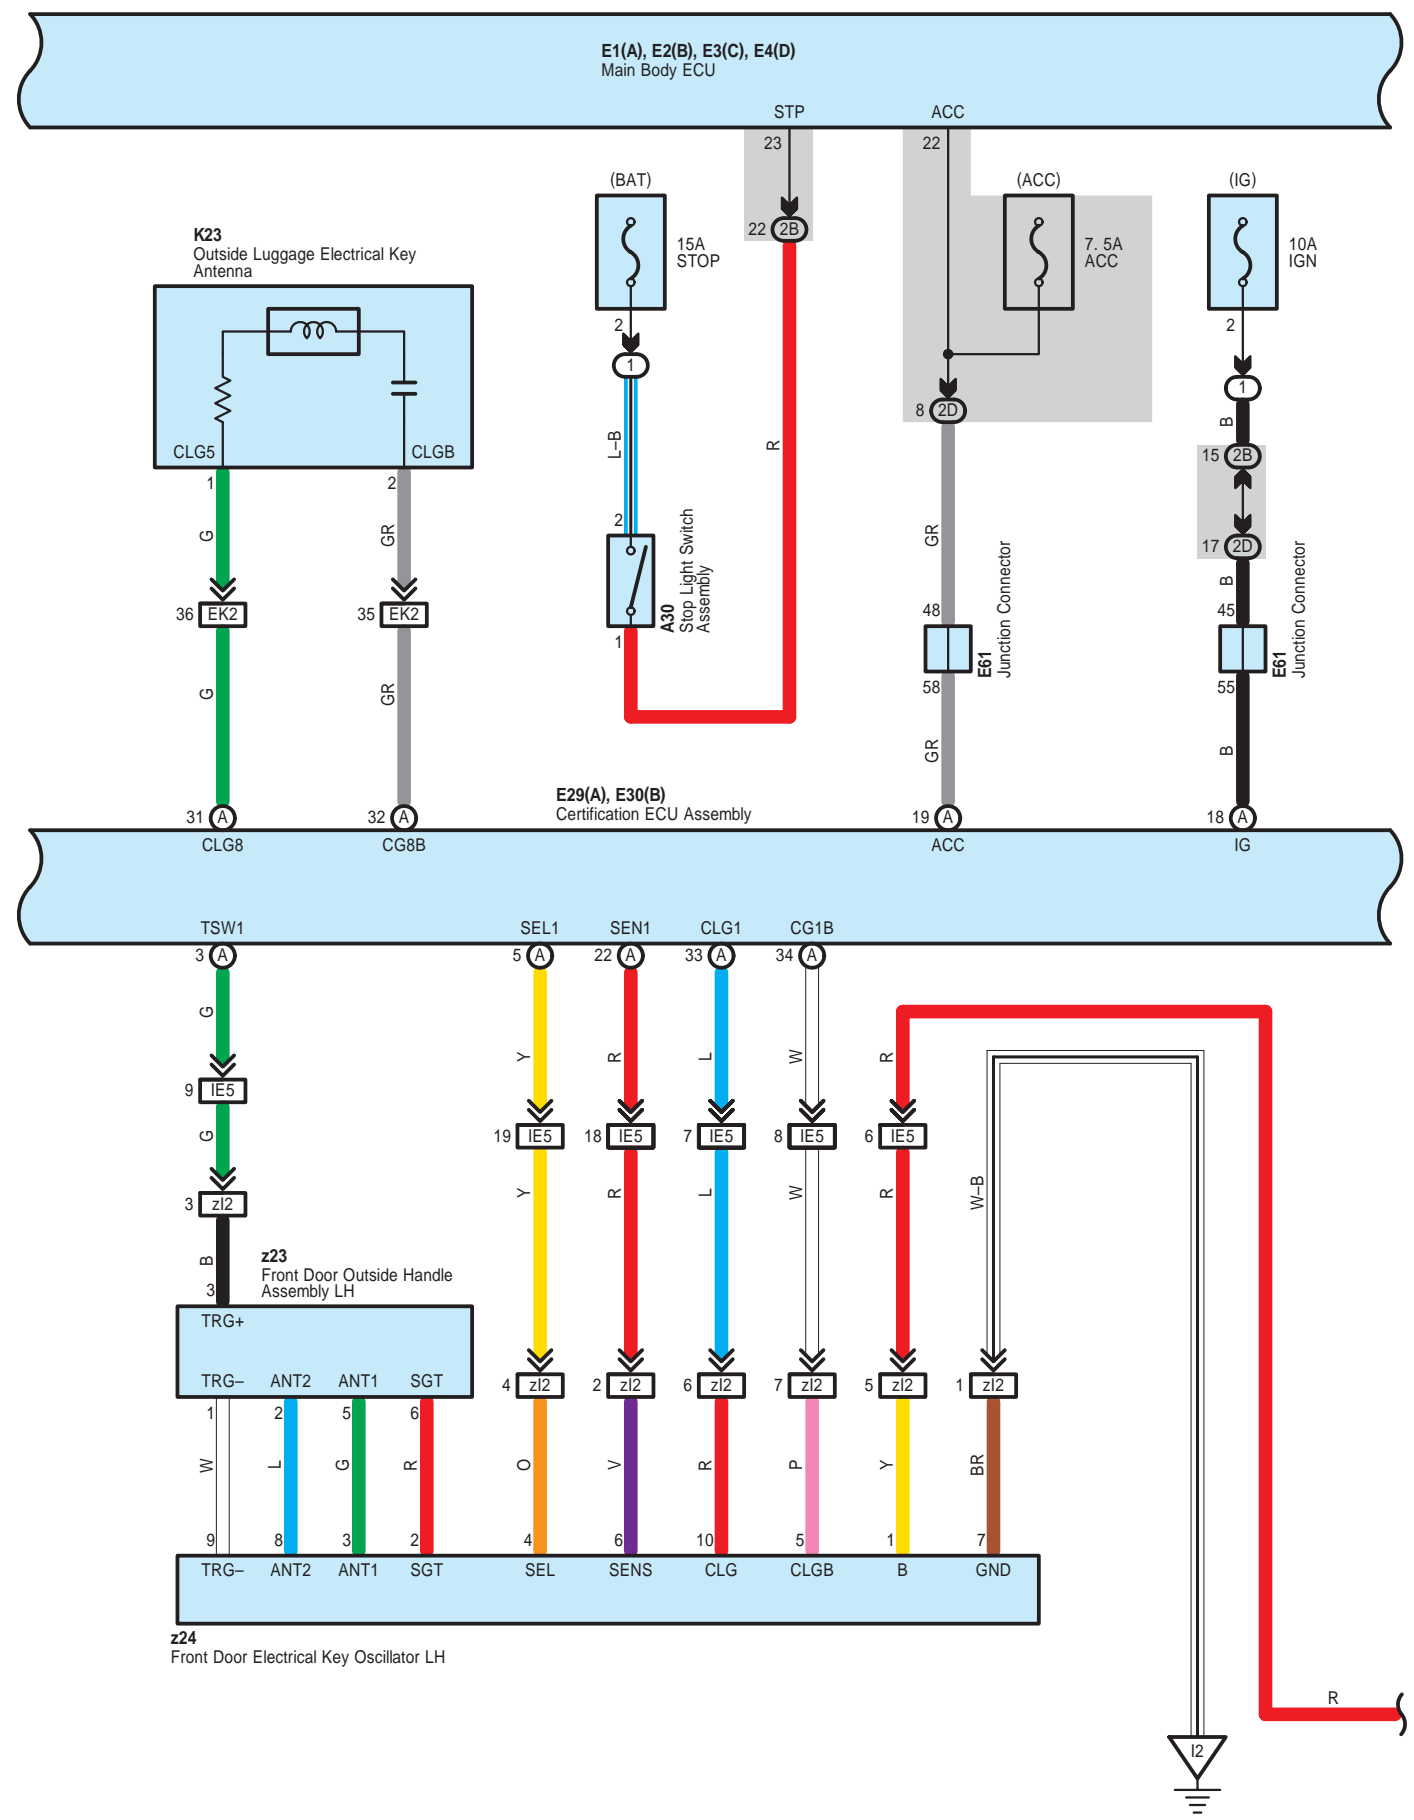 E1(A), E2(B), E3(C), E4(D)
Main Body ECU
STP
ACC
23
22
(BAT)
(ACC)
(IG)
22 2B
15A
STOP
7. 5A
ACC
10A
IGN
K23
Outside Luggage Electrical Key
Antenna
2
2
1
1
8 2D
L–B
R
B
CLG5
CLGB
15 2B
1
2
2
G
GR
GR
17 2D
A30
Stop Light Switch
Assembly
B
36 EK2
35 EK2
48
45
1
E61
Junction Connector
E61
Junction Connector
58
55
G
GR
GR
B
E29(A), E30(B)
Certification ECU Assembly
31 A
32 A
19 A
18 A
CLG8
CG8B
ACC
IG
TSW1
SEL1
SEN1
CLG1
CG1B
3 A
5 A
22 A
33 A
34 A
G
Y
R
L
W
R
9 IE5
G
19 IE5
18 IE5
7 IE5
8 IE5
6 IE5
3 zI2
Y
R
L
W
R
W–B
B
z23
Front Door Outside Handle
Assembly LH
3
TRG+
TRG–
ANT2
ANT1
SGT
4 zI2
2 zI2
6 zI2
7 zI2
5 zI2
1 zI2
1
2
5
6
W
L
G
R
O
V
R
P
Y
BR
9
8
3
2
4
6
10
5
1
7
TRG–
ANT2
ANT1
SGT
SEL
SENS
CLG
CLGB
B
GND
z24
Front Door Electrical Key Oscillator LH
R
I2